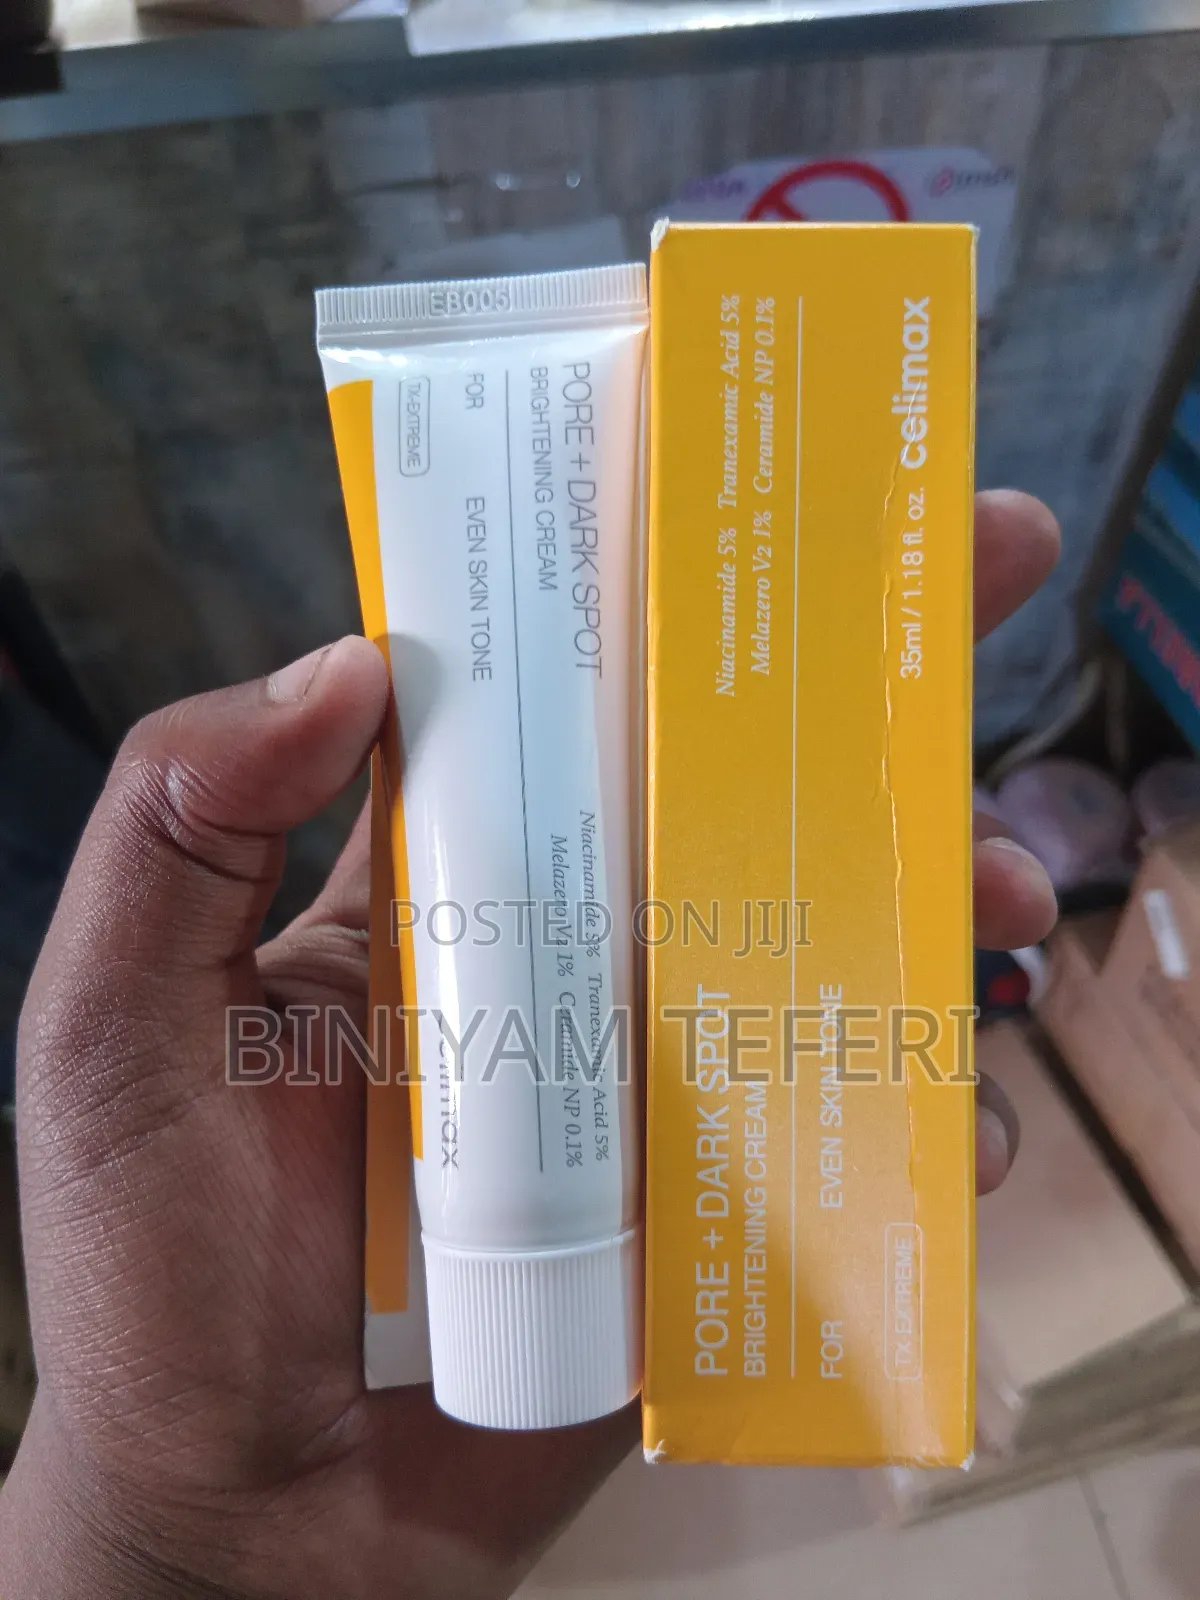 EB005
PORE + DARK SPOT
BRIGHTENING CREAM
FOR EVEN SKIN TONE
TX-EXTREME
Niacinamide 5% Tranexamic Acid 5%
Melazero V2 1% Ceramide NP 0.1%
celimax
PORE + DARK SPOT
BRIGHTENING CREAM
Niacinamide 5% Tranexamic Acid 5%
Melazero V2 1% Ceramide NP 0.1%
FOR EVEN SKIN TONE
TX-EXTREME
35ml / 1.18 fl. oz. celimax
POSTED ON JIJI
BINIYAM TEFERI